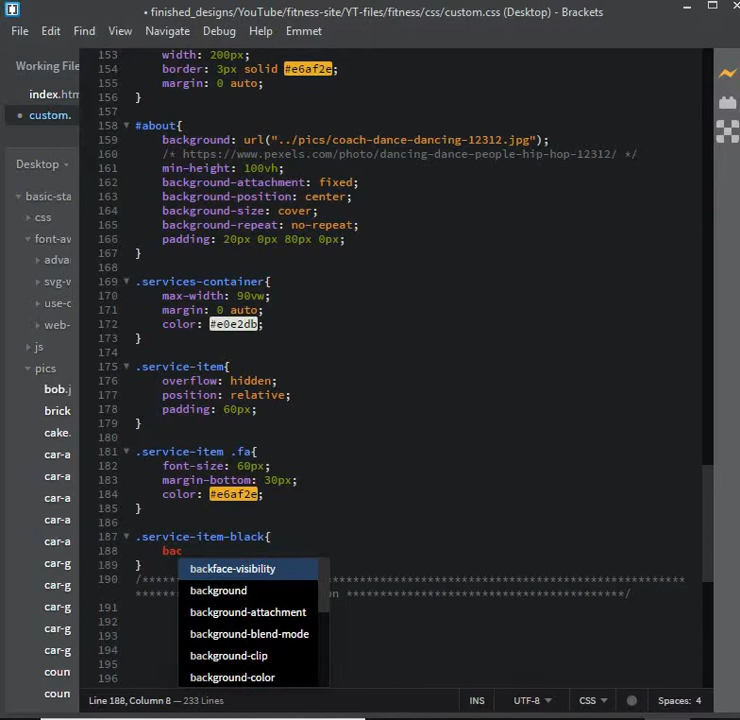 • finished_designs/YouTube/fitness-site/YT-files/fitness/css/custom.css (Desktop) - Brackets
File Edit Find View Navigate Debug Help Emmet
Working File
index.htm
• custom.
Desktop
basic-sta
css
font-aw
adva
svg-v
use-c
web-
js
pics
bob.j
brick
cake.
car-a
car-a
car-a
car-a
car-g
car-g
car-g
car-g
car-g
coun
coun
153 width: 200px;
154 border: 3px solid #e6af2e;
155 margin: 0 auto;
156 }
157
158 #about{
159 background: url("../pics/coach-dance-dancing-12312.jpg");
160 /* https://www.pexels.com/photo/dancing-dance-people-hip-hop-12312/ */
161 min-height: 100vh;
162 background-attachment: fixed;
163 background-position: center;
164 background-size: cover;
165 background-repeat: no-repeat;
166 padding: 20px 0px 80px 0px;
167 }
168
169 .services-container{
170 max-width: 90vw;
171 margin: 0 auto;
172 color: #e0e2db;
173 }
174
175 .service-item{
176 overflow: hidden;
177 position: relative;
178 padding: 60px;
179 }
180
181 .service-item .fa{
182 font-size: 60px;
183 margin-bottom: 30px;
184 color: #e6af2e;
185 }
186
187 .service-item-black{
188 bac
189 }
backface-visibility
background
background-attachment
background-blend-mode
background-clip
background-color
190
191
192
193
194
195
196
Line 188, Column 8 — 233 Lines
INS UTF-8 CSS Spaces: 4